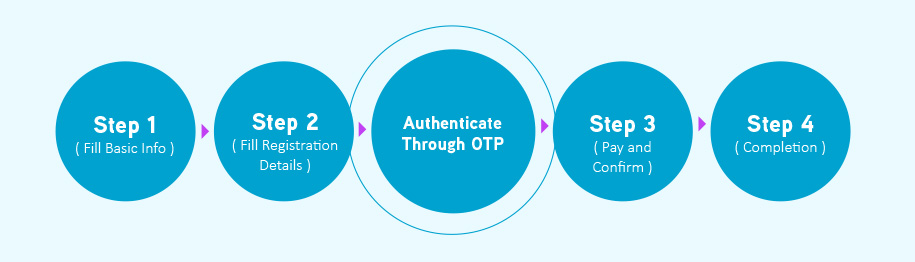 Step 1
( Fill Basic Info )
Step 2
( Fill Registration
Details )
Authenticate
Through OTP
Step 3
( Pay and
Confirm )
Step 4
( Completion )